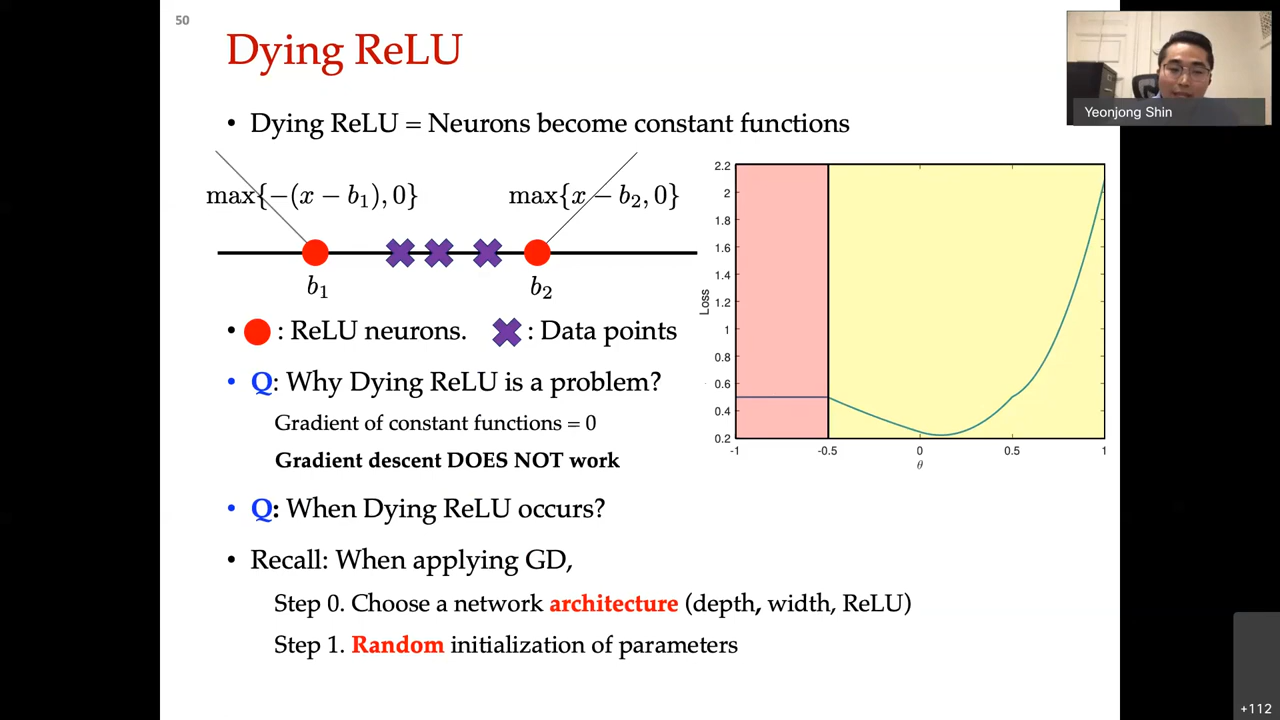 50
Dying ReLU
Yeonjong Shin
• Dying ReLU = Neurons become constant functions
max{−(x − b₁), 0}
max{x − b₂, 0}
b₁
b₂
• : ReLU neurons. : Data points
• Q: Why Dying ReLU is a problem?
Gradient of constant functions = 0
Gradient descent DOES NOT work
• Q: When Dying ReLU occurs?
• Recall: When applying GD,
Step 0. Choose a network architecture (depth, width, ReLU)
Step 1. Random initialization of parameters
2.2
2
1.8
1.6
1.4
1.2
1
0.8
0.6
0.4
0.2
Loss
-1 -0.5 0 0.5 1
θ
+112